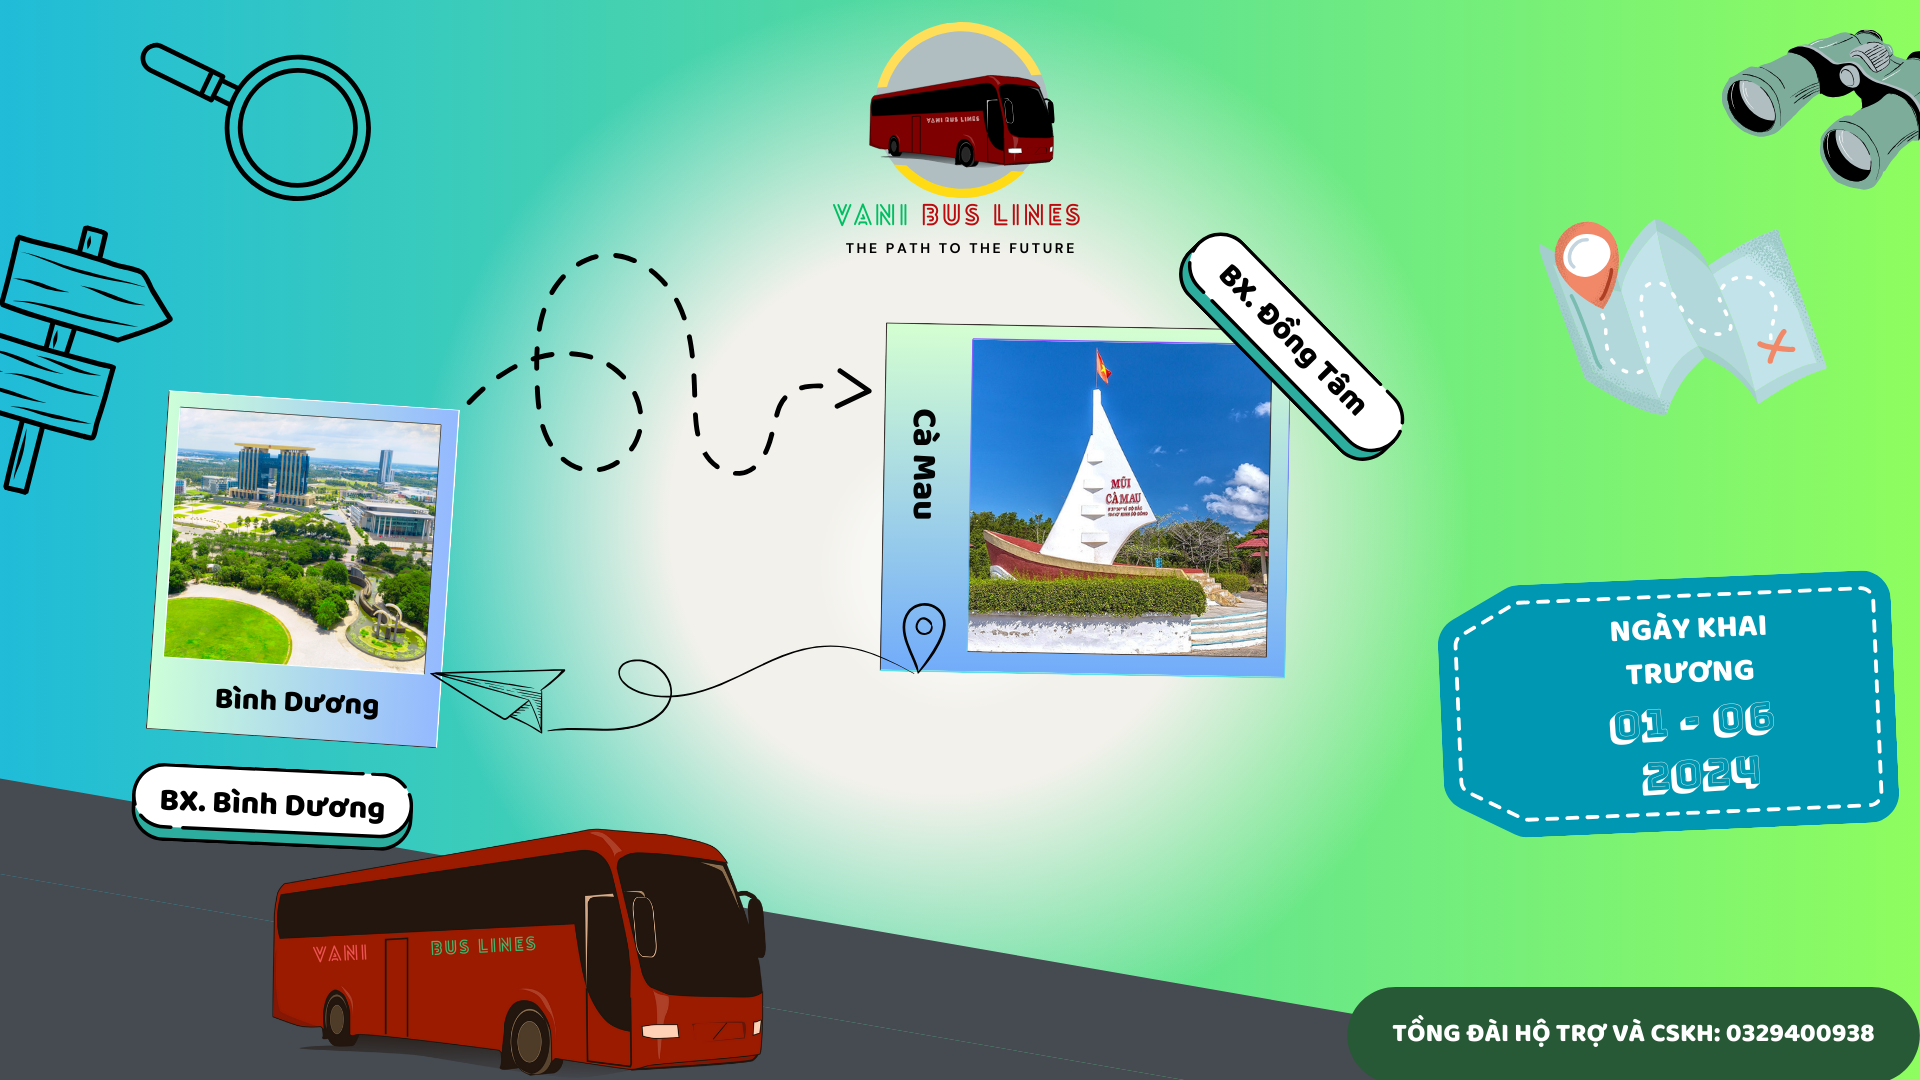 VANI BUS LINES
VANI BUS LINES
THE PATH TO THE FUTURE
BX. Đồng Tâm
Cà Mau
MŨI
CÀ MAU
Bình Dương
BX. Bình Dương
NGÀY KHAI
TRƯƠNG
01 - 06
2024
VANI BUS LINES
TỔNG ĐÀI HỘ TRỢ VÀ CSKH: 0329400938